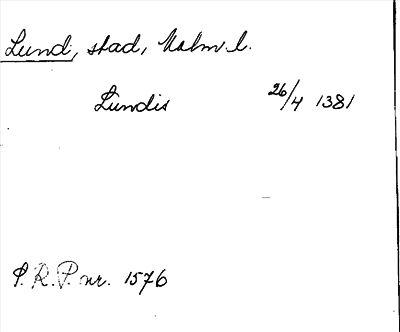 Lund, stad, Malm. l.
Lundis 26/4 1381
P. R. P. nr. 1576